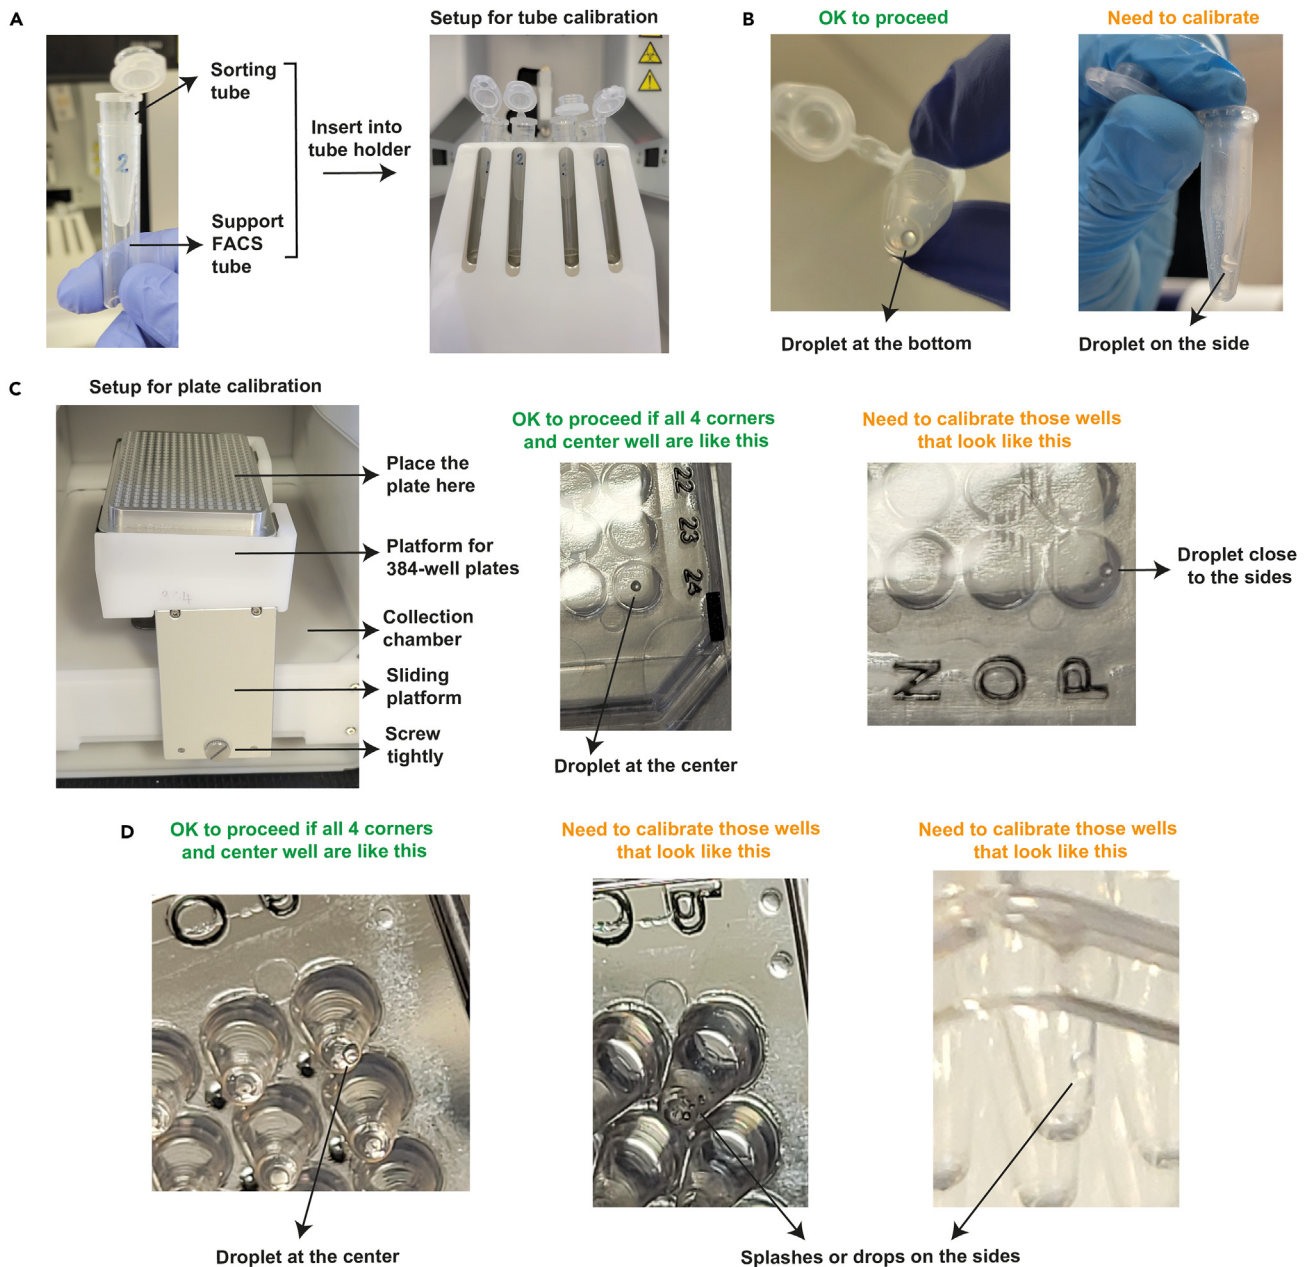 A
Setup for tube calibration
Sorting
tube
2
Support
FACS
tube
Insert into
tube holder
2
4
B
OK to proceed
Need to calibrate
Droplet at the bottom
Droplet on the side
C
Setup for plate calibration
Place the
plate here
Platform for
384-well plates
Collection
chamber
Sliding
platform
Screw
tightly
OK to proceed if all 4 corners
and center well are like this
22
23
24
Droplet at the center
Need to calibrate those wells
that look like this
N O P
Droplet close
to the sides
D
OK to proceed if all 4 corners
and center well are like this
O P
Droplet at the center
Need to calibrate those wells
that look like this
O P
Need to calibrate those wells
that look like this
Splashes or drops on the sides